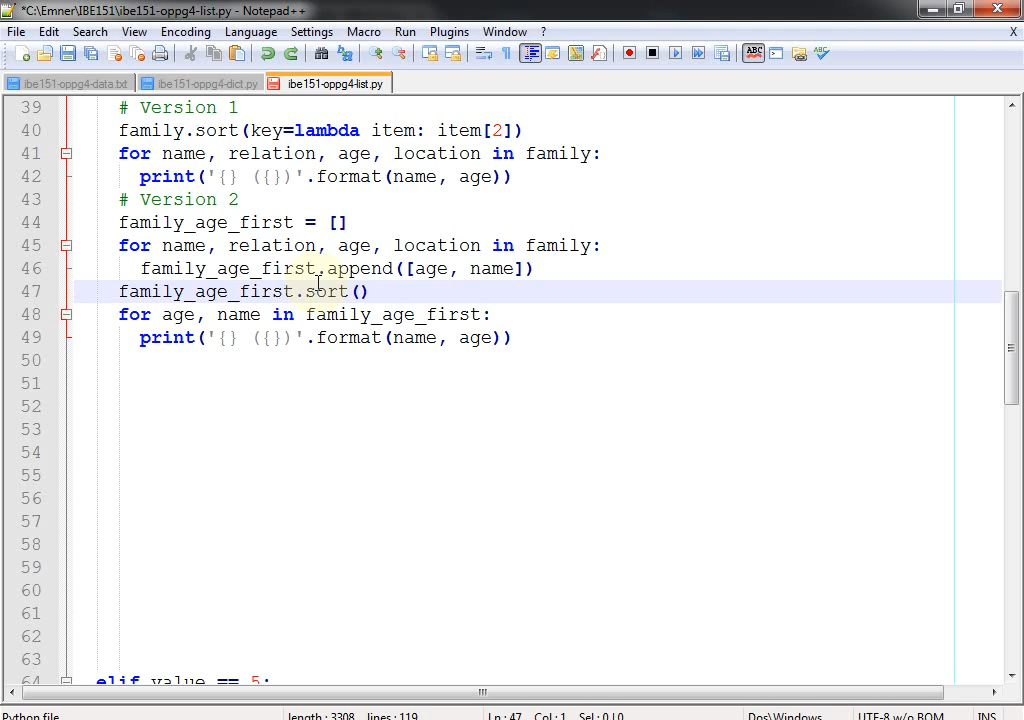 *C:\Emner\IBE151\ibe151-oppg4-list.py - Notepad++
File Edit Search View Encoding Language Settings Macro Run Plugins Window ? X
ibe151-oppg4-data.txt ibe151-oppg4-dict.py ibe151-oppg4-list.py
39 # Version 1
40 family.sort(key=lambda item: item[2])
41 for name, relation, age, location in family:
42 print('{} ({})'.format(name, age))
43 # Version 2
44 family_age_first = []
45 for name, relation, age, location in family:
46 family_age_first.append([age, name])
47 family_age_first.sort()
48 for age, name in family_age_first:
49 print('{} ({})'.format(name, age))
50
51
52
53
54
55
56
57
58
59
60
61
62
63
64 elif value == 5:
Python file length : 3308 lines : 119 Ln : 47 Col : 1 Sel : 0 | 0 Dos\Windows UTF-8 w/o BOM INS